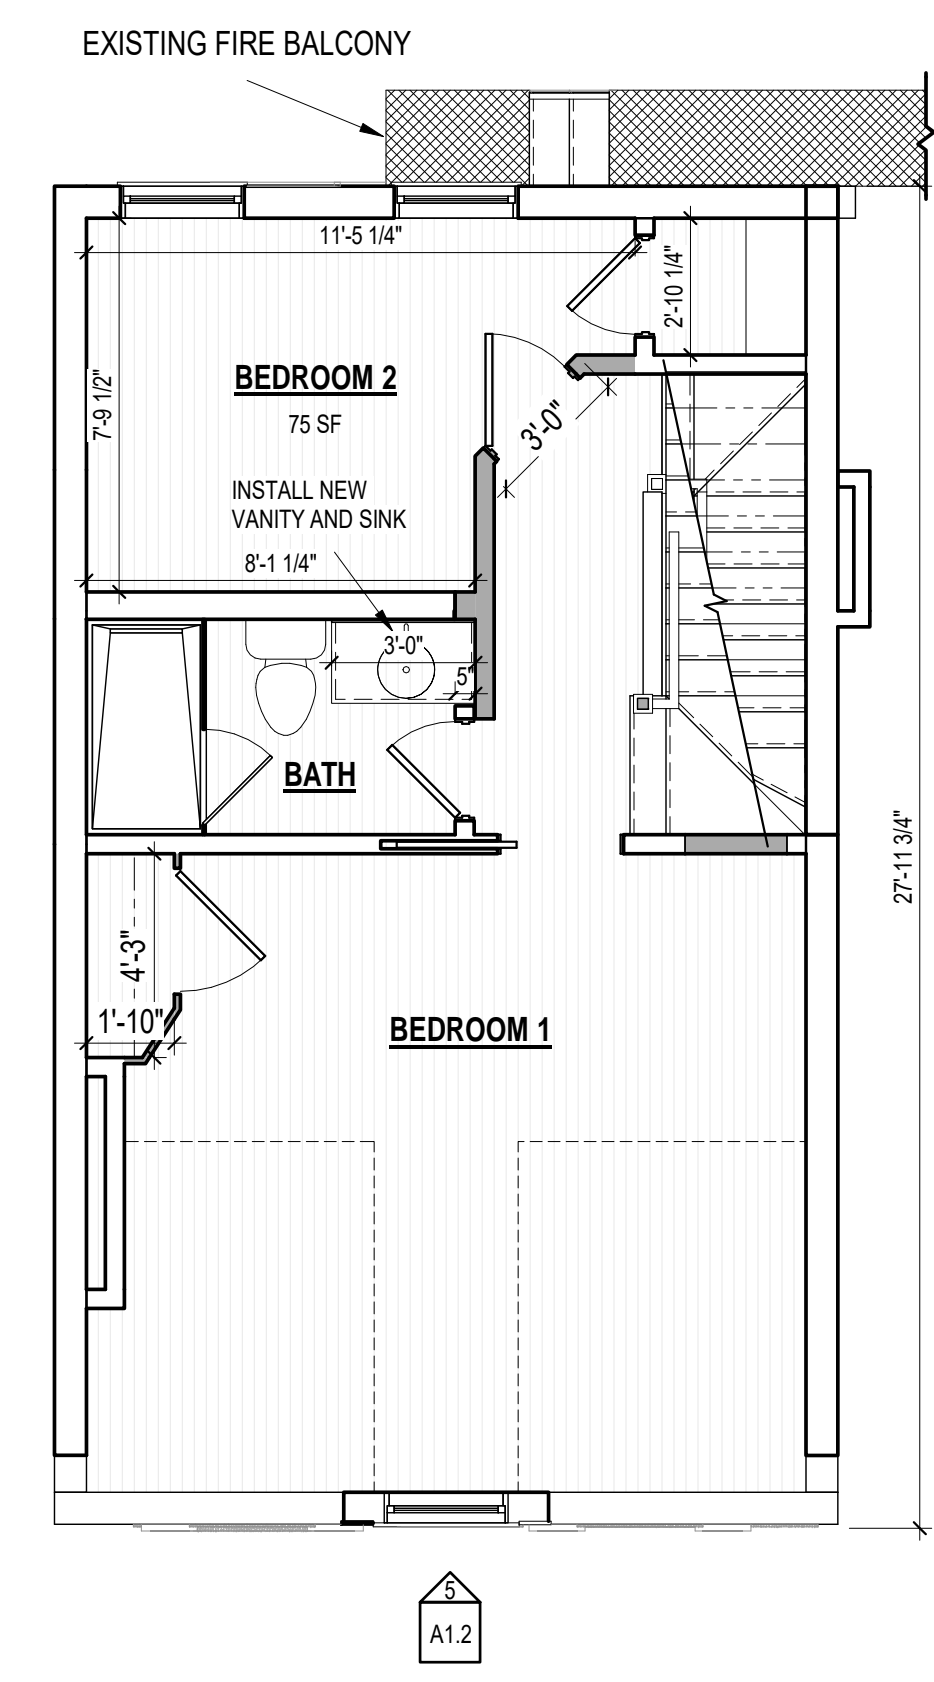 EXISTING FIRE BALCONY
11'-5 1/4"
2'-10 1/4"
BEDROOM 2
75 SF
7'-9 1/2"
3'-0"
INSTALL NEW
VANITY AND SINK
8'-1 1/4"
3'-0"
5"
BATH
27'-11 3/4"
4'-3"
1'-10"
BEDROOM 1
5
A1.2